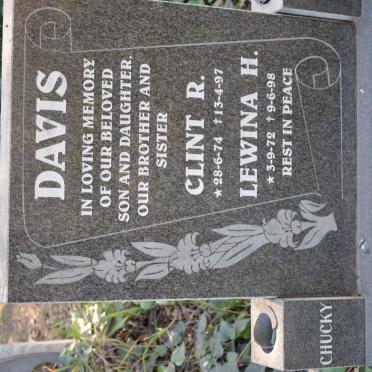 DAVIS
IN LOVING MEMORY
OF OUR BELOVED
SON AND DAUGHTER.
OUR BROTHER AND
SISTER
CLINT R.
★ 28-6-74 †13-4-97
LEWINA H.
★ 3-9-72 † 9-6-98
REST IN PEACE
CHUCKY